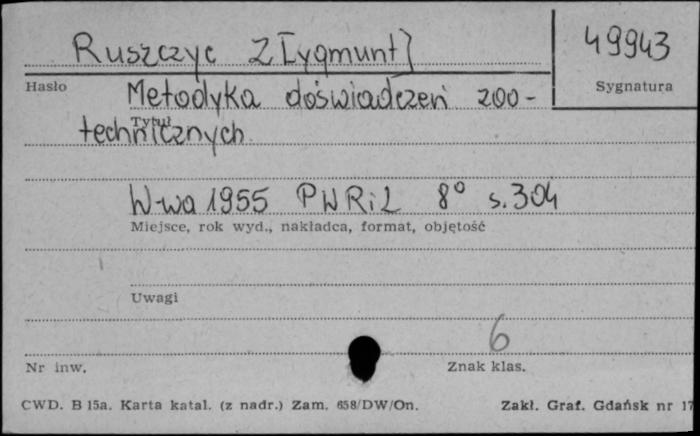 Ruszczyc Z[ygmunt]
49943
Hasło
Sygnatura
Metodyka doświadczeń zoo-
technicznych
Tytuł
W-wa 1955 PWRiL 8° s.304
Miejsce, rok wyd., nakładca, format, objętość
Uwagi
6
Nr inw.
Znak klas.
CWD. B 15a. Karta katal. (z nadr.) Zam. 658/DW/On.
Zakł. Graf. Gdańsk nr 17